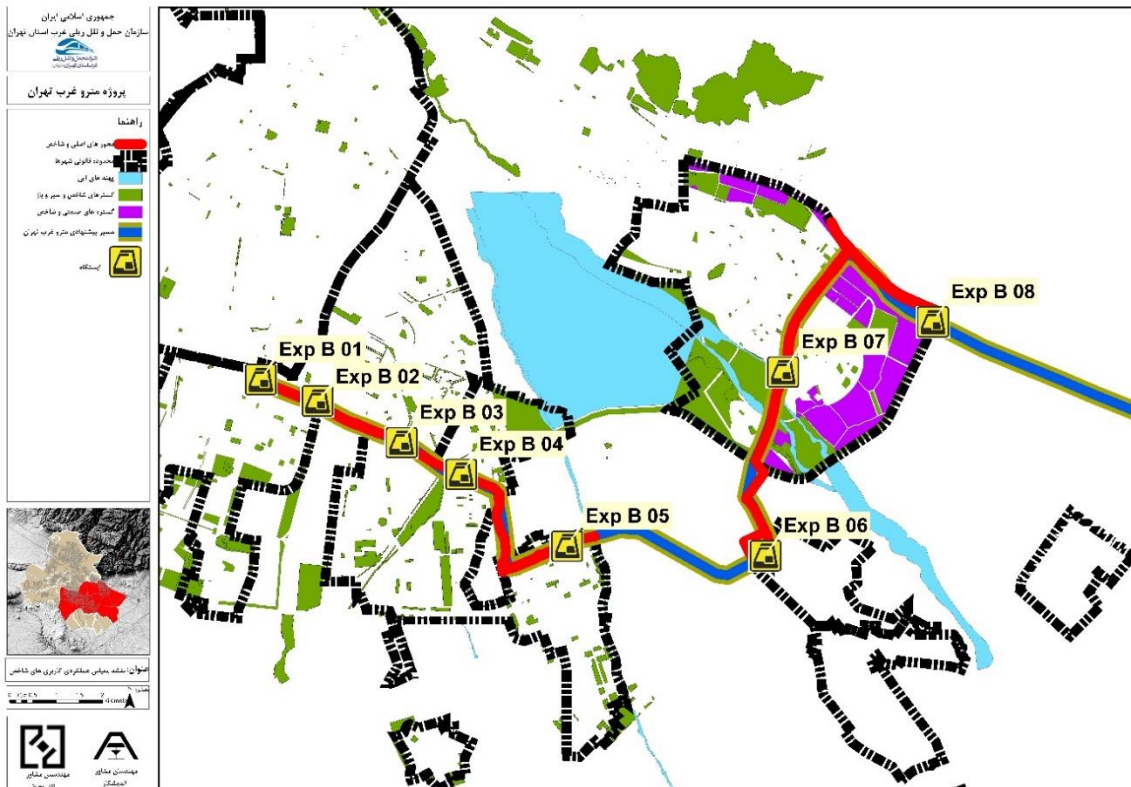 جمهوری اسلامی ایران
سازمان حمل و نقل ریلی غرب استان تهران
پروژه مترو غرب تهران
راهنما
محور های اصلی و شاخص
محدوده قانونی شهرها
پهنه های آبی
گسترهای شاخص و سبز و باز
گستره های صنعتی و شاخص
مسیر پیشنهادی مترو غرب تهران
ایستگاه
Exp B 01
Exp B 02
Exp B 03
Exp B 04
Exp B 05
Exp B 06
Exp B 07
Exp B 08
عنوان: نقشه عملکردی کاربری های شاخص
مهندسین مشاور
مهندسان مشاور